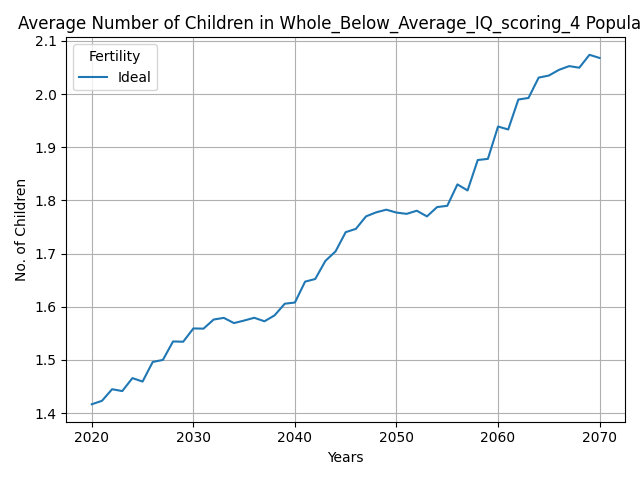 Average Number of Children in Whole_Below_Average_IQ_scoring_4 Popula
2.1
2.0
1.9
1.8
1.7
1.6
1.5
1.4
No. of Children
Fertility
Ideal
2020 2030 2040 2050 2060 2070
Years